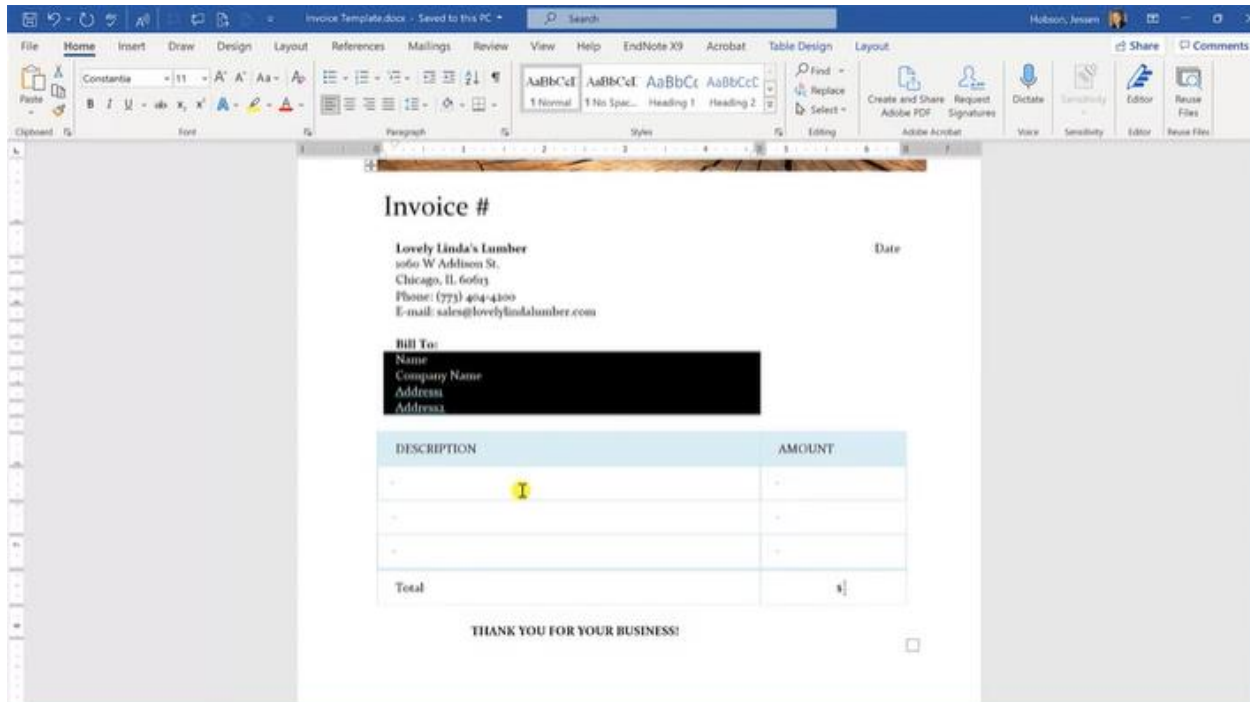 Invoice Template.docx - Saved to this PC
Search
Hobson, Jessen
File Home Insert Draw Design Layout References Mailings Review View Help EndNote X9 Acrobat Table Design Layout Share Comments
Paste
Constantia 11
AaBbCcI AaBbCcI AaBbCc AaBbCcC
Normal 1 No Spac... Heading 1 Heading 2
Find
Replace
Select
Create and Share Adobe PDF
Request Signatures
Dictate
Sensitivity
Editor
Reuse Files
Clipboard Font Paragraph Styles Editing Adobe Acrobat Voice Sensitivity Editor Reuse Files
Invoice #
Lovely Linda's Lumber Date
1060 W Addison St.
Chicago, IL 60613
Phone: (773) 404-4200
E-mail: sales@lovelylindalumber.com
Bill To:
Name
Company Name
Address1
Address2
DESCRIPTION AMOUNT
Total $
THANK YOU FOR YOUR BUSINESS!